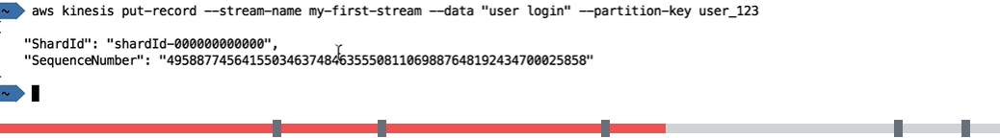 ~ aws kinesis put-record --stream-name my-first-stream --data "user login" --partition-key user_123
"ShardId": "shardId-000000000000",
"SequenceNumber": "49588774564155034637484635550811069887648192434700025858"
~